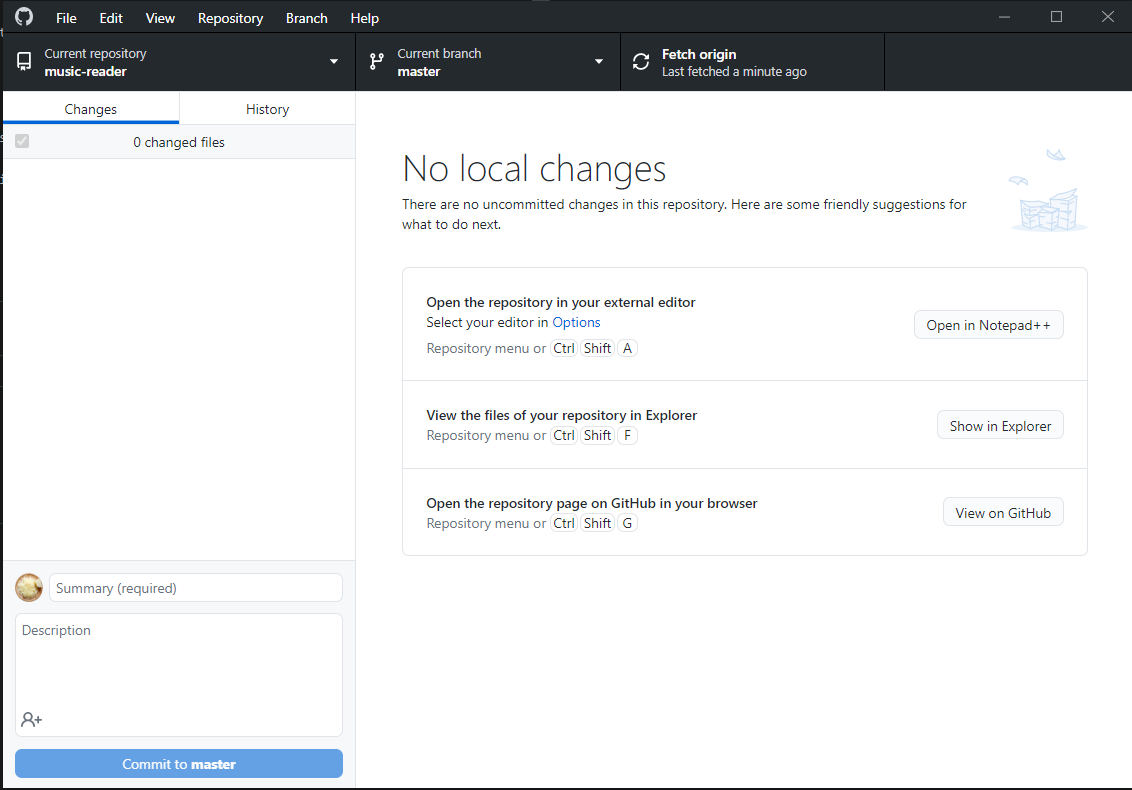 File Edit View Repository Branch Help
Current repository
music-reader
Current branch
master
Fetch origin
Last fetched a minute ago
Changes
History
0 changed files
No local changes
There are no uncommitted changes in this repository. Here are some friendly suggestions for
what to do next.
Open the repository in your external editor
Select your editor in Options
Repository menu or Ctrl Shift A
Open in Notepad++
View the files of your repository in Explorer
Repository menu or Ctrl Shift F
Show in Explorer
Open the repository page on GitHub in your browser
Repository menu or Ctrl Shift G
View on GitHub
Summary (required)
Description
Commit to master